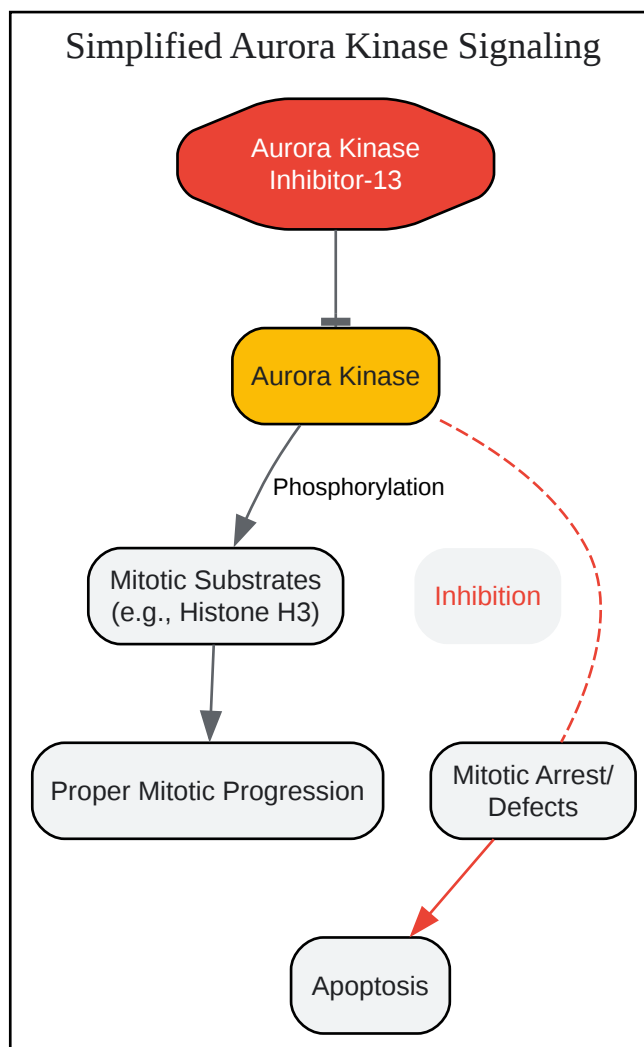 Simplified Aurora Kinase Signaling
Aurora Kinase
Inhibitor-13
Aurora Kinase
Phosphorylation
Mitotic Substrates
(e.g., Histone H3)
Inhibition
Proper Mitotic Progression
Mitotic Arrest/
Defects
Apoptosis